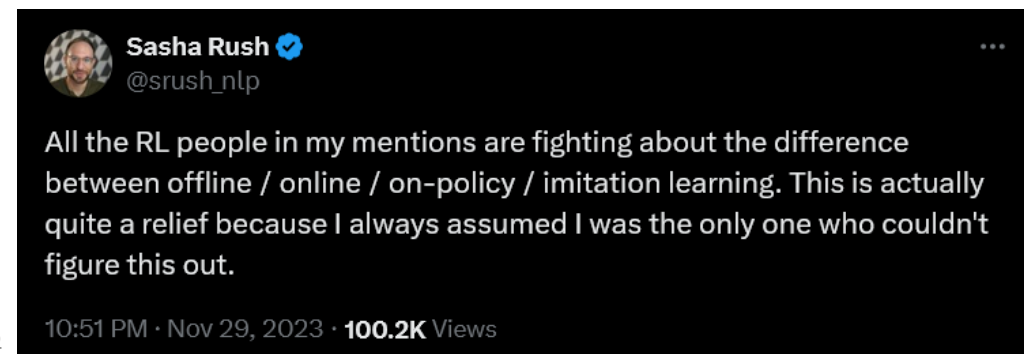 Sasha Rush
@srush_nlp
All the RL people in my mentions are fighting about the difference
between offline / online / on-policy / imitation learning. This is actually
quite a relief because I always assumed I was the only one who couldn't
figure this out.
10:51 PM · Nov 29, 2023 · 100.2K Views